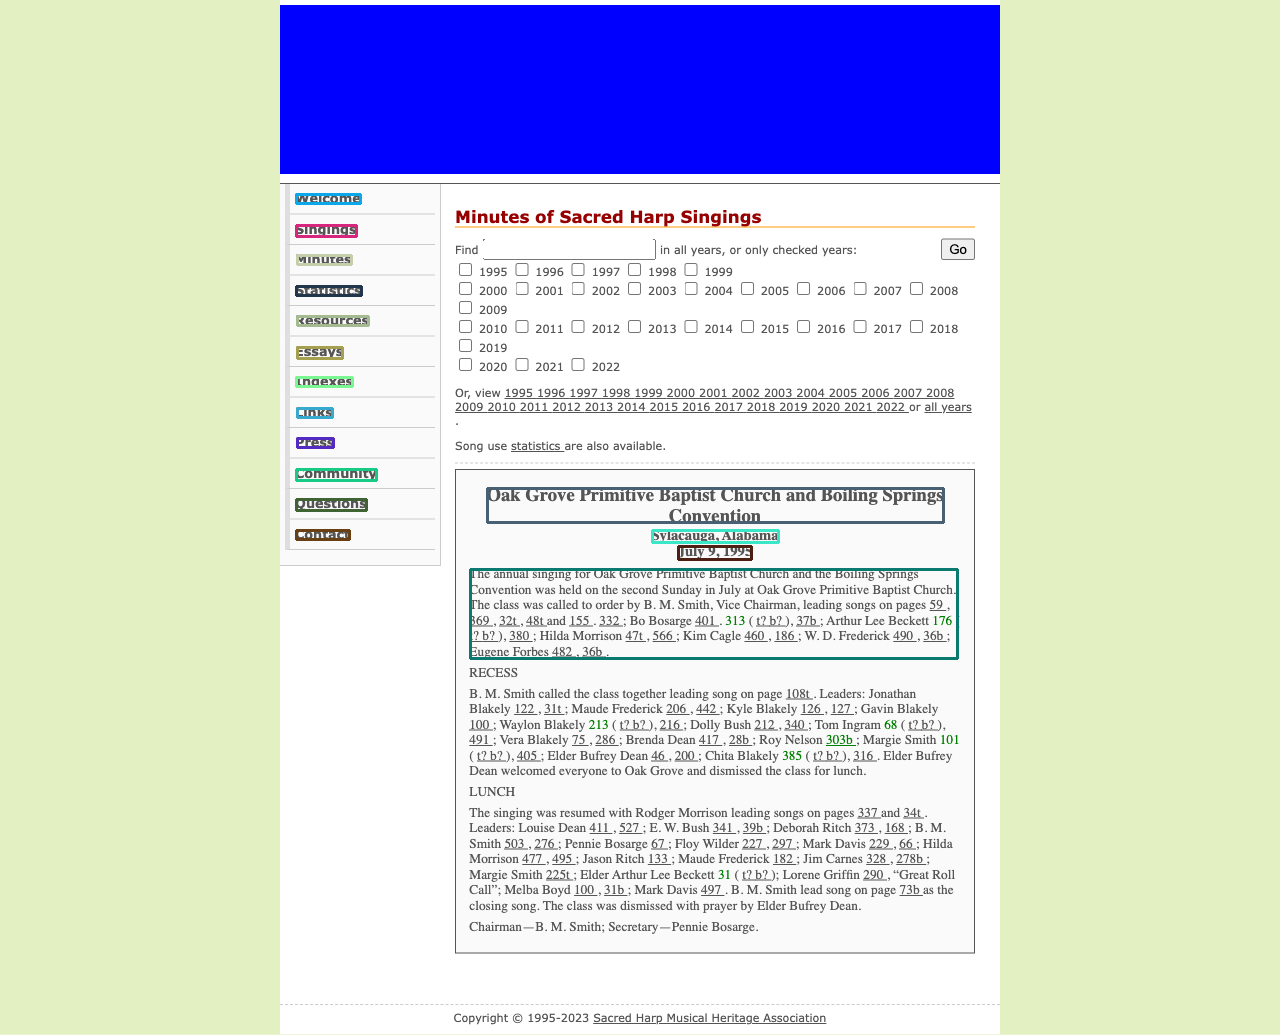 Welcome
Singings
Minutes
Statistics
Resources
Essays
Indexes
Links
Press
Community
Questions
Contact
Minutes of Sacred Harp Singings
Find in all years, or only checked years: Go
1995 1996 1997 1998 1999
2000 2001 2002 2003 2004 2005 2006 2007 2008
2009
2010 2011 2012 2013 2014 2015 2016 2017 2018
2019
2020 2021 2022
Or, view 1995 1996 1997 1998 1999 2000 2001 2002 2003 2004 2005 2006 2007 2008
2009 2010 2011 2012 2013 2014 2015 2016 2017 2018 2019 2020 2021 2022 or all years
.
Song use statistics are also available.
Oak Grove Primitive Baptist Church and Boiling Springs
Convention
Sylacauga, Alabama
July 9, 1995
The annual singing for Oak Grove Primitive Baptist Church and the Boiling Springs
Convention was held on the second Sunday in July at Oak Grove Primitive Baptist Church.
The class was called to order by B. M. Smith, Vice Chairman, leading songs on pages 59 ,
369 , 32t , 48t and 155 . 332 ; Bo Bosarge 401 . 313 ( t? b? ), 37b ; Arthur Lee Beckett 176
( t? b? ), 380 ; Hilda Morrison 47t , 566 ; Kim Cagle 460 , 186 ; W. D. Frederick 490 , 36b ;
Eugene Forbes 482 , 36b .
RECESS
B. M. Smith called the class together leading song on page 108t . Leaders: Jonathan
Blakely 122 , 31t ; Maude Frederick 206 , 442 ; Kyle Blakely 126 , 127 ; Gavin Blakely
100 ; Waylon Blakely 213 ( t? b? ), 216 ; Dolly Bush 212 , 340 ; Tom Ingram 68 ( t? b? ),
491 ; Vera Blakely 75 , 286 ; Brenda Dean 417 , 28b ; Roy Nelson 303b ; Margie Smith 101
( t? b? ), 405 ; Elder Bufrey Dean 46 , 200 ; Chita Blakely 385 ( t? b? ), 316 . Elder Bufrey
Dean welcomed everyone to Oak Grove and dismissed the class for lunch.
LUNCH
The singing was resumed with Rodger Morrison leading songs on pages 337 and 34t .
Leaders: Louise Dean 411 , 527 ; E. W. Bush 341 , 39b ; Deborah Ritch 373 , 168 ; B. M.
Smith 503 , 276 ; Pennie Bosarge 67 ; Floy Wilder 227 , 297 ; Mark Davis 229 , 66 ; Hilda
Morrison 477 , 495 ; Jason Ritch 133 ; Maude Frederick 182 ; Jim Carnes 328 , 278b ;
Margie Smith 225t ; Elder Arthur Lee Beckett 31 ( t? b? ); Lorene Griffin 290 , “Great Roll
Call”; Melba Boyd 100 , 31b ; Mark Davis 497 . B. M. Smith lead song on page 73b as the
closing song. The class was dismissed with prayer by Elder Bufrey Dean.
Chairman—B. M. Smith; Secretary—Pennie Bosarge.
Copyright © 1995-2023 Sacred Harp Musical Heritage Association